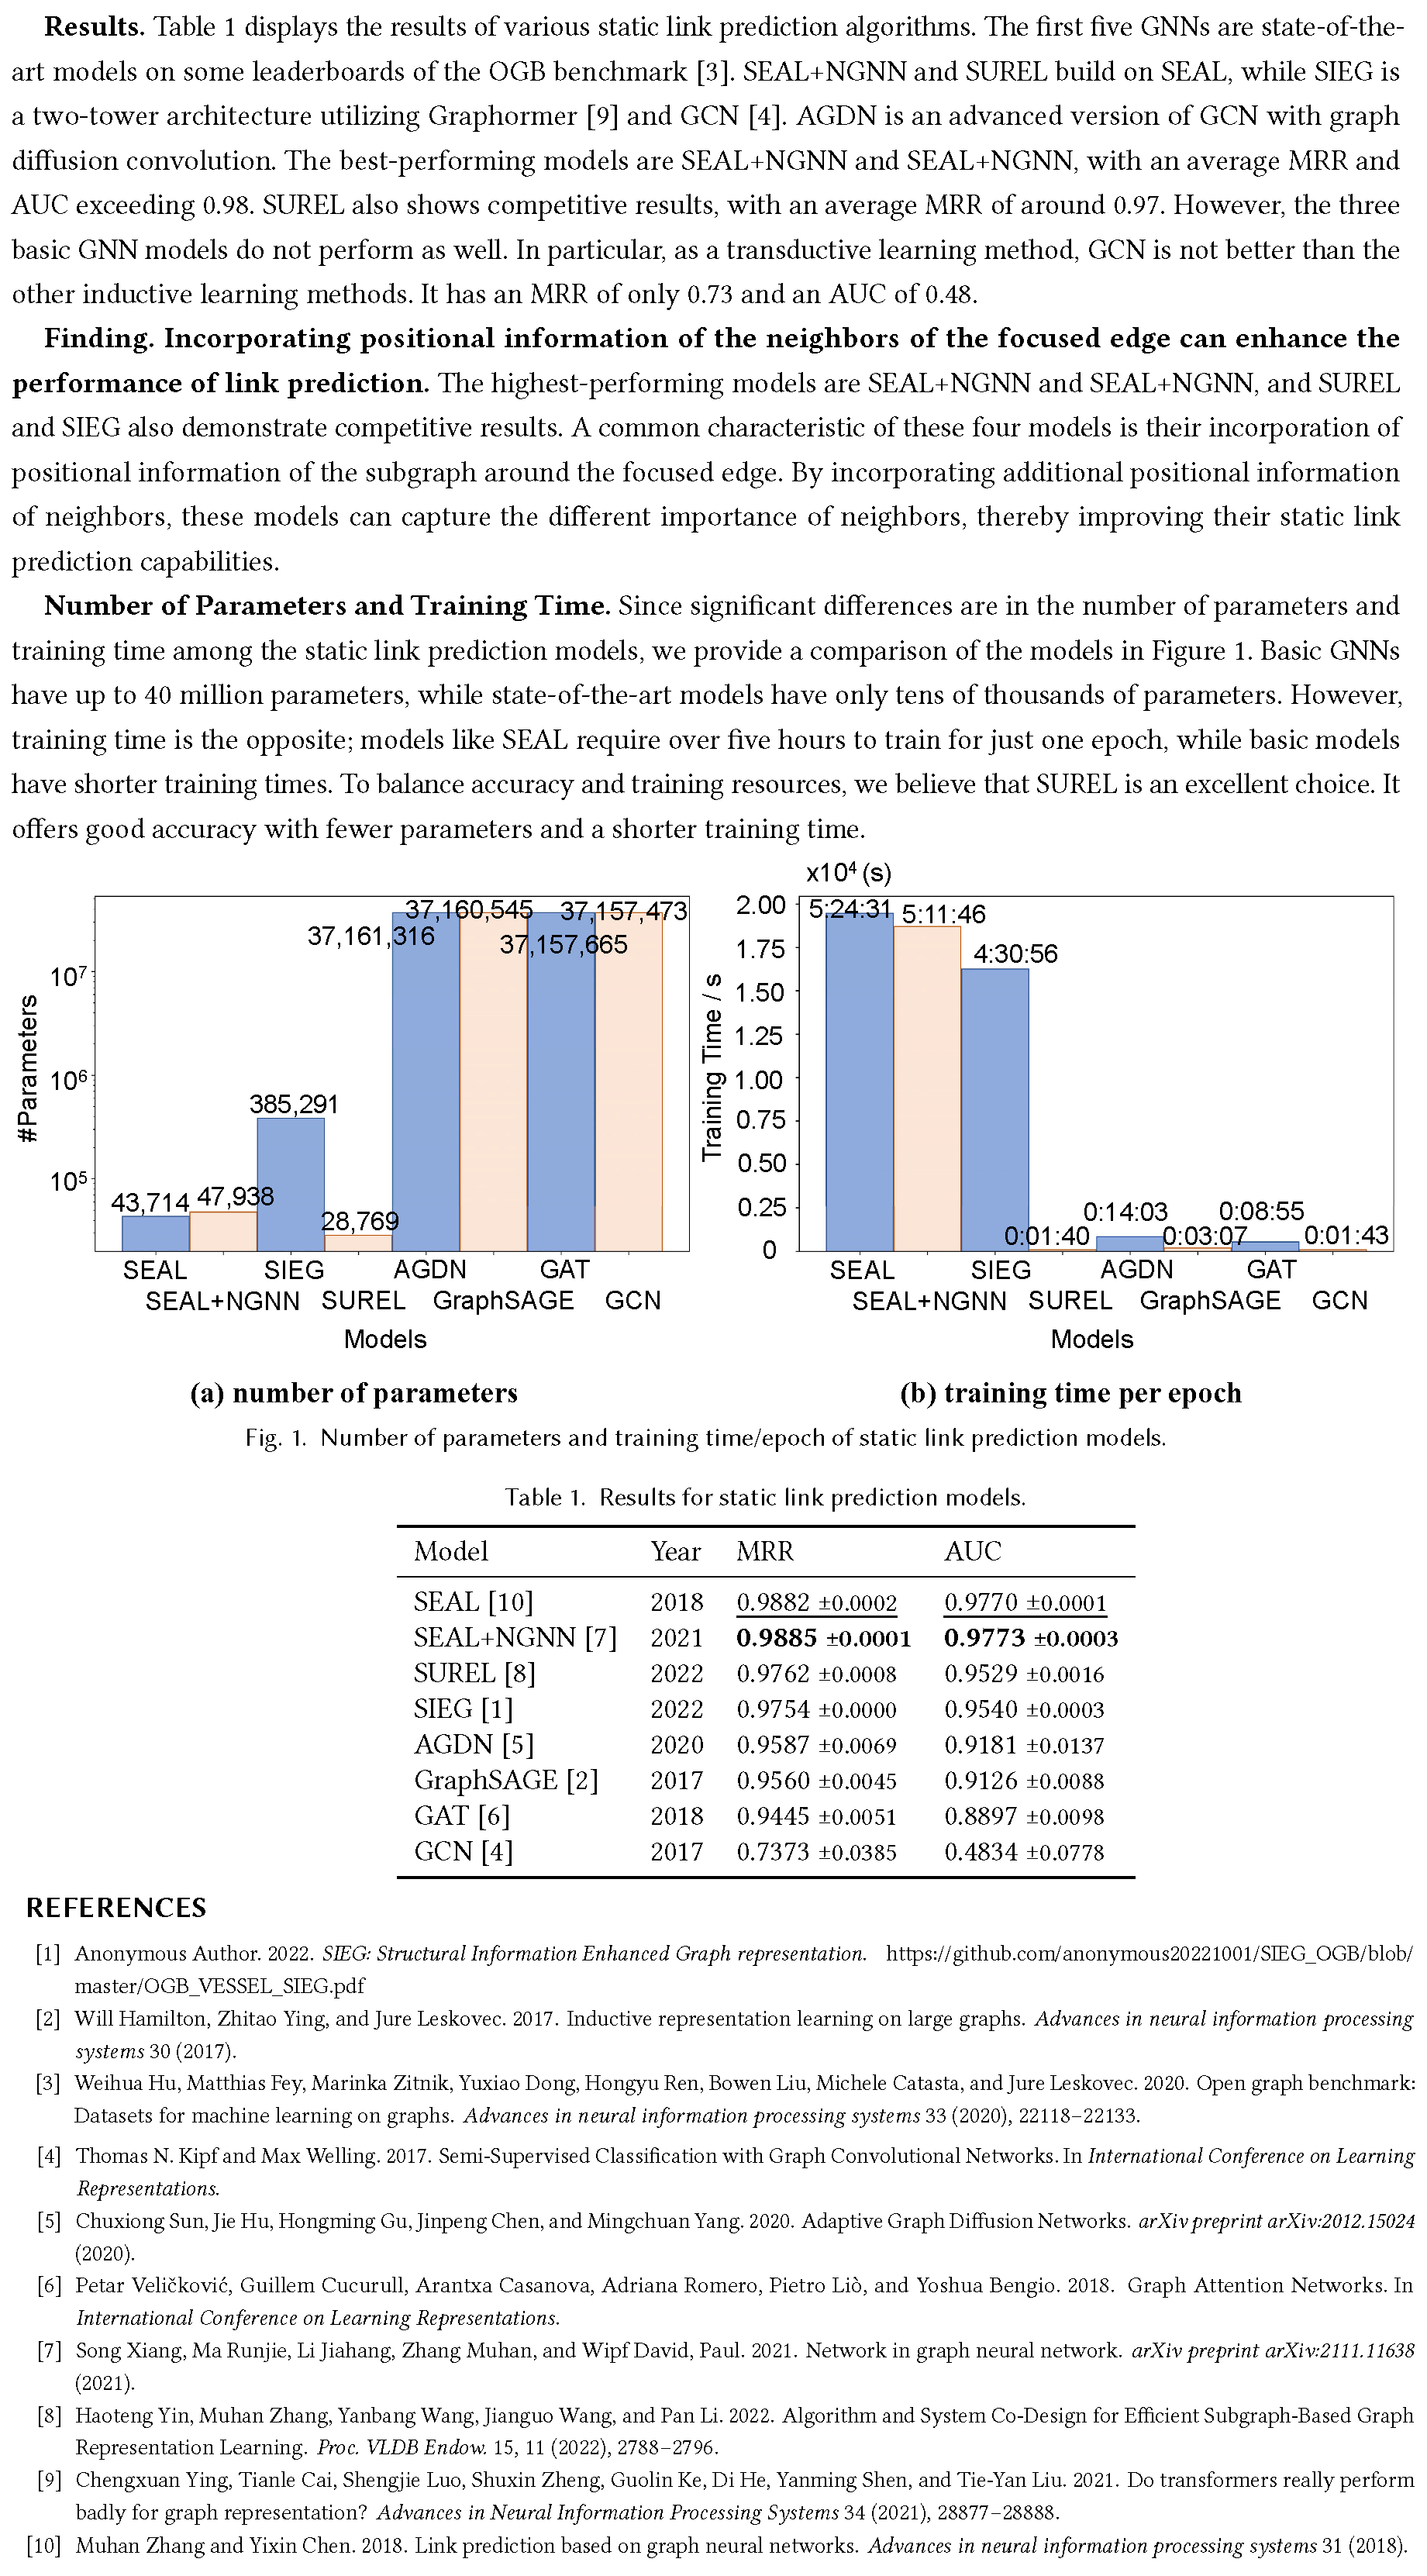 Results. Table 1 displays the results of various static link prediction algorithms. The first five GNNs are state-of-the-
art models on some leaderboards of the OGB benchmark [3]. SEAL+NGNN and SUREL build on SEAL, while SIEG is
a two-tower architecture utilizing Graphormer [9] and GCN [4]. AGDN is an advanced version of GCN with graph
diffusion convolution. The best-performing models are SEAL+NGNN and SEAL+NGNN, with an average MRR and
AUC exceeding 0.98. SUREL also shows competitive results, with an average MRR of around 0.97. However, the three
basic GNN models do not perform as well. In particular, as a transductive learning method, GCN is not better than the
other inductive learning methods. It has an MRR of only 0.73 and an AUC of 0.48.
Finding. Incorporating positional information of the neighbors of the focused edge can enhance the
performance of link prediction. The highest-performing models are SEAL+NGNN and SEAL+NGNN, and SUREL
and SIEG also demonstrate competitive results. A common characteristic of these four models is their incorporation of
positional information of the subgraph around the focused edge. By incorporating additional positional information
of neighbors, these models can capture the different importance of neighbors, thereby improving their static link
prediction capabilities.
Number of Parameters and Training Time. Since significant differences are in the number of parameters and
training time among the static link prediction models, we provide a comparison of the models in Figure 1. Basic GNNs
have up to 40 million parameters, while state-of-the-art models have only tens of thousands of parameters. However,
training time is the opposite; models like SEAL require over five hours to train for just one epoch, while basic models
have shorter training times. To balance accuracy and training resources, we believe that SUREL is an excellent choice. It
offers good accuracy with fewer parameters and a shorter training time.
#Parameters
10⁷
10⁶
10⁵
43,714
47,938
385,291
28,769
37,161,316
37,160,545
37,157,665
37,157,473
SEAL SIEG AGDN GAT
SEAL+NGNN SUREL GraphSAGE GCN
Models
(a) number of parameters
x10⁴ (s)
Training Time / s
2.00
1.75
1.50
1.25
1.00
0.75
0.50
0.25
0
5:24:31
5:11:46
4:30:56
0:01:40
0:14:03
0:03:07
0:08:55
0:01:43
SEAL SIEG AGDN GAT
SEAL+NGNN SUREL GraphSAGE GCN
Models
(b) training time per epoch
Fig. 1. Number of parameters and training time/epoch of static link prediction models.
Table 1. Results for static link prediction models.
Model Year MRR AUC
SEAL [10] 2018 0.9882 ±0.0002 0.9770 ±0.0001
SEAL+NGNN [7] 2021 0.9885 ±0.0001 0.9773 ±0.0003
SUREL [8] 2022 0.9762 ±0.0008 0.9529 ±0.0016
SIEG [1] 2022 0.9754 ±0.0000 0.9540 ±0.0003
AGDN [5] 2020 0.9587 ±0.0069 0.9181 ±0.0137
GraphSAGE [2] 2017 0.9560 ±0.0045 0.9126 ±0.0088
GAT [6] 2018 0.9445 ±0.0051 0.8897 ±0.0098
GCN [4] 2017 0.7373 ±0.0385 0.4834 ±0.0778
REFERENCES
[1] Anonymous Author. 2022. SIEG: Structural Information Enhanced Graph representation. https://github.com/anonymous20221001/SIEG_OGB/blob/
master/OGB_VESSEL_SIEG.pdf
[2] Will Hamilton, Zhitao Ying, and Jure Leskovec. 2017. Inductive representation learning on large graphs. Advances in neural information processing
systems 30 (2017).
[3] Weihua Hu, Matthias Fey, Marinka Zitnik, Yuxiao Dong, Hongyu Ren, Bowen Liu, Michele Catasta, and Jure Leskovec. 2020. Open graph benchmark:
Datasets for machine learning on graphs. Advances in neural information processing systems 33 (2020), 22118–22133.
[4] Thomas N. Kipf and Max Welling. 2017. Semi-Supervised Classification with Graph Convolutional Networks. In International Conference on Learning
Representations.
[5] Chuxiong Sun, Jie Hu, Hongming Gu, Jinpeng Chen, and Mingchuan Yang. 2020. Adaptive Graph Diffusion Networks. arXiv preprint arXiv:2012.15024
(2020).
[6] Petar Veličković, Guillem Cucurull, Arantxa Casanova, Adriana Romero, Pietro Liò, and Yoshua Bengio. 2018. Graph Attention Networks. In
International Conference on Learning Representations.
[7] Song Xiang, Ma Runjie, Li Jiahang, Zhang Muhan, and Wipf David, Paul. 2021. Network in graph neural network. arXiv preprint arXiv:2111.11638
(2021).
[8] Haoteng Yin, Muhan Zhang, Yanbang Wang, Jianguo Wang, and Pan Li. 2022. Algorithm and System Co-Design for Efficient Subgraph-Based Graph
Representation Learning. Proc. VLDB Endow. 15, 11 (2022), 2788–2796.
[9] Chengxuan Ying, Tianle Cai, Shengjie Luo, Shuxin Zheng, Guolin Ke, Di He, Yanming Shen, and Tie-Yan Liu. 2021. Do transformers really perform
badly for graph representation? Advances in Neural Information Processing Systems 34 (2021), 28877–28888.
[10] Muhan Zhang and Yixin Chen. 2018. Link prediction based on graph neural networks. Advances in neural information processing systems 31 (2018).